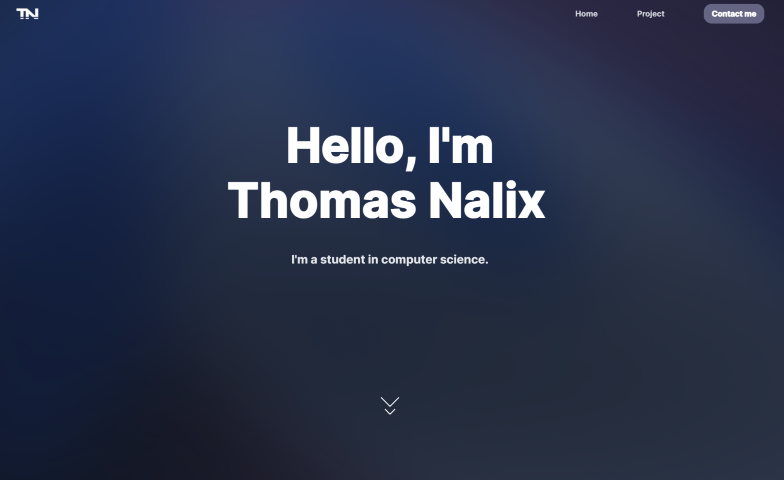 TN
Home
Project
Contact me
Hello, I'm
Thomas Nalix
I'm a student in computer science.